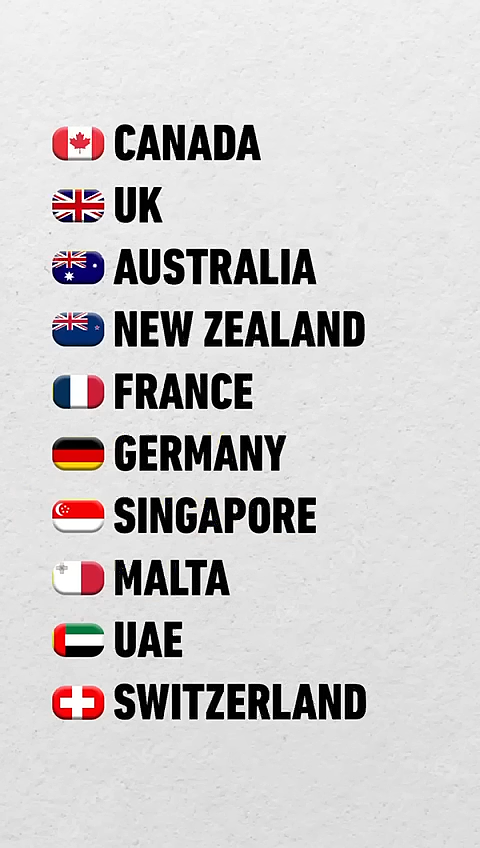 CANADA
UK
AUSTRALIA
NEW ZEALAND
FRANCE
GERMANY
SINGAPORE
MALTA
UAE
SWITZERLAND